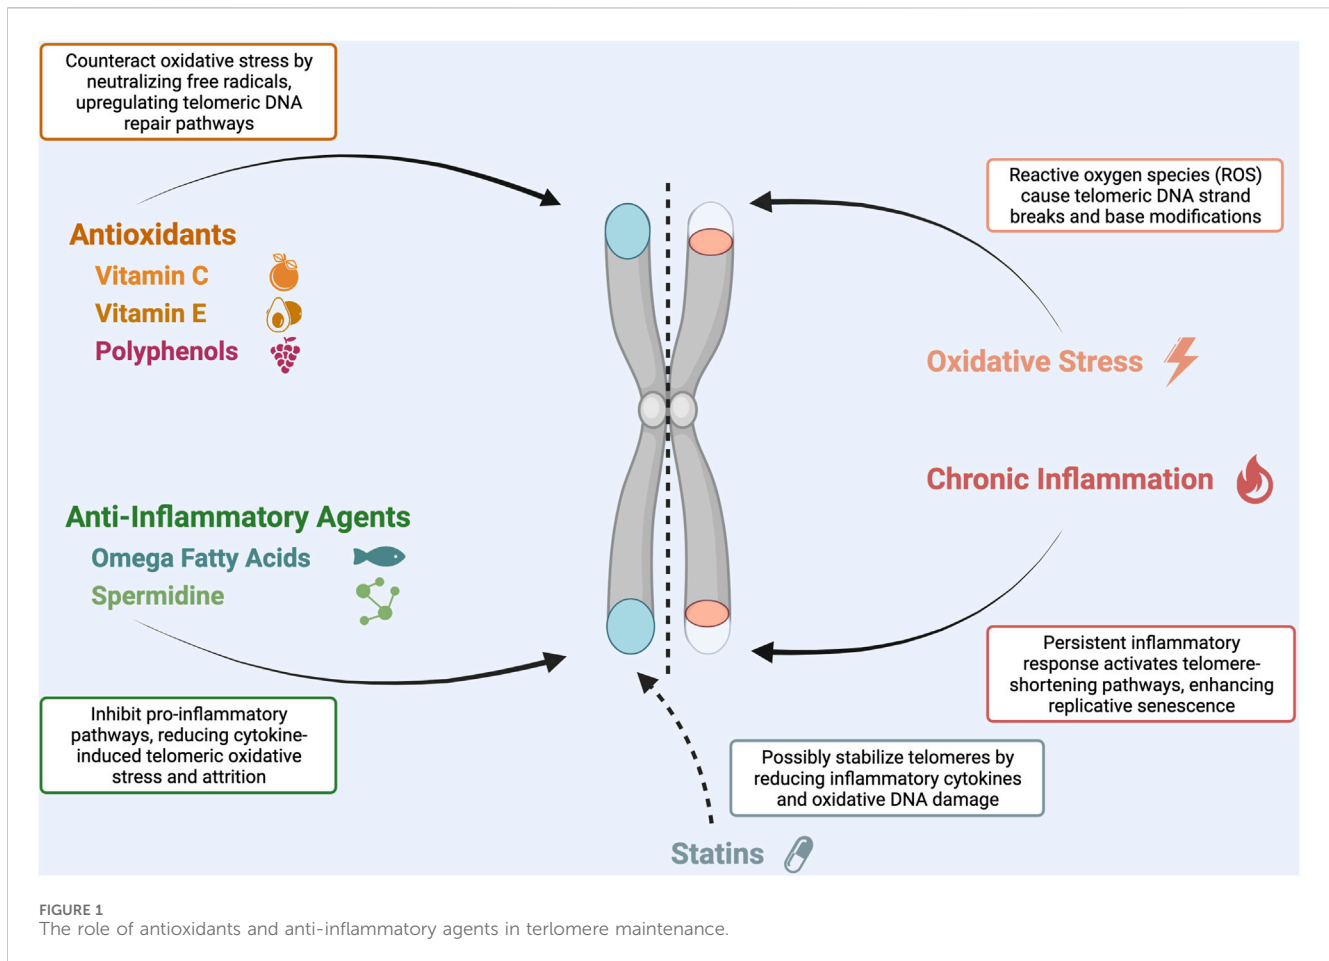 Counteract oxidative stress by
neutralizing free radicals,
upregulating telomeric DNA
repair pathways
Antioxidants
Vitamin C
Vitamin E
Polyphenols
Anti-Inflammatory Agents
Omega Fatty Acids
Spermidine
Inhibit pro-inflammatory
pathways, reducing cytokine-
induced telomeric oxidative
stress and attrition
Reactive oxygen species (ROS)
cause telomeric DNA strand
breaks and base modifications
Oxidative Stress
Chronic Inflammation
Persistent inflammatory
response activates telomere-
shortening pathways, enhancing
replicative senescence
Possibly stabilize telomeres by
reducing inflammatory cytokines
and oxidative DNA damage
Statins
FIGURE 1
The role of antioxidants and anti-inflammatory agents in terlomere maintenance.